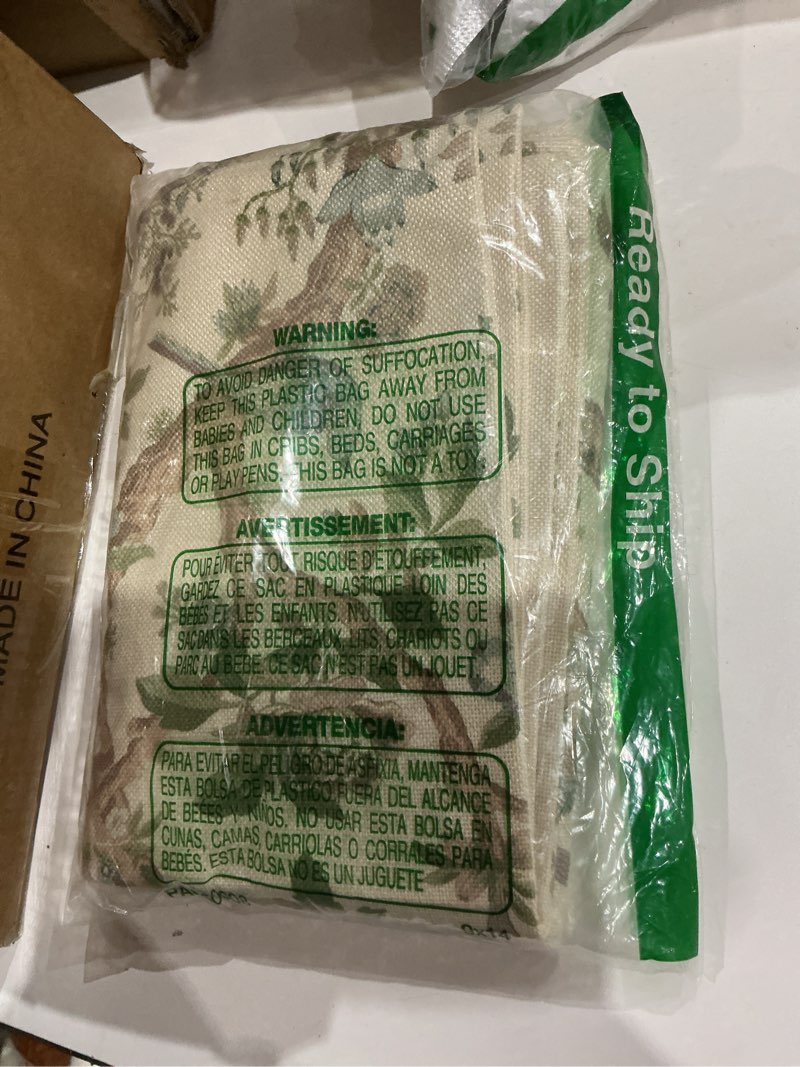 MADE IN CHINA
Ready to Ship
WARNING:
TO AVOID DANGER OF SUFFOCATION,
KEEP THIS PLASTIC BAG AWAY FROM
BABIES AND CHILDREN, DO NOT USE
THIS BAG IN CRIBS, BEDS, CARRIAGES
OR PLAY PENS. THIS BAG IS NOT A TOY.
AVERTISSEMENT:
POUR ÉVITER TOUT RISQUE D'ETOUFFEMENT,
GARDEZ CE SAC EN PLASTIQUE LOIN DES
BÉBÉS ET LES ENFANTS. N'UTILISEZ PAS CE
SAC DANS LES BERCEAUX, LITS, CHARIOTS OU
PARC AU BÉBÉ. CE SAC N'EST PAS UN JOUET.
ADVERTENCIA:
PARA EVITAR EL PELIGRO DE ASFIXIA, MANTENGA
ESTA BOLSA DE PLASTICO FUERA DEL ALCANCE
DE BEBÉS Y NIÑOS. NO USAR ESTA BOLSA EN
CUNAS, CAMAS, CARRIOLAS O CORRALES PARA
BEBÉS. ESTA BOLSA NO ES UN JUGUETE
9x14